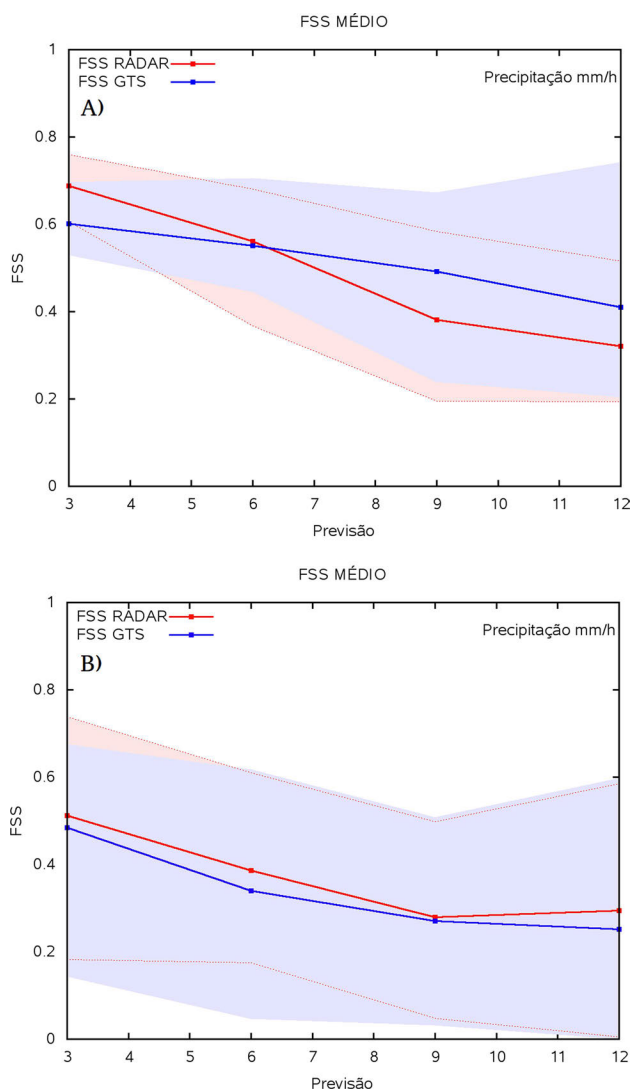 FSS MÉDIO
1
FSS RADAR
FSS GTS
Precipitação mm/h
A)
0.8
0.6
FSS
0.4
0.2
0
3 4 5 6 7 8 9 10 11 12
Previsão
FSS MÉDIO
1
FSS RADAR
FSS GTS
Precipitação mm/h
B)
0.8
0.6
FSS
0.4
0.2
0
3 4 5 6 7 8 9 10 11 12
Previsão